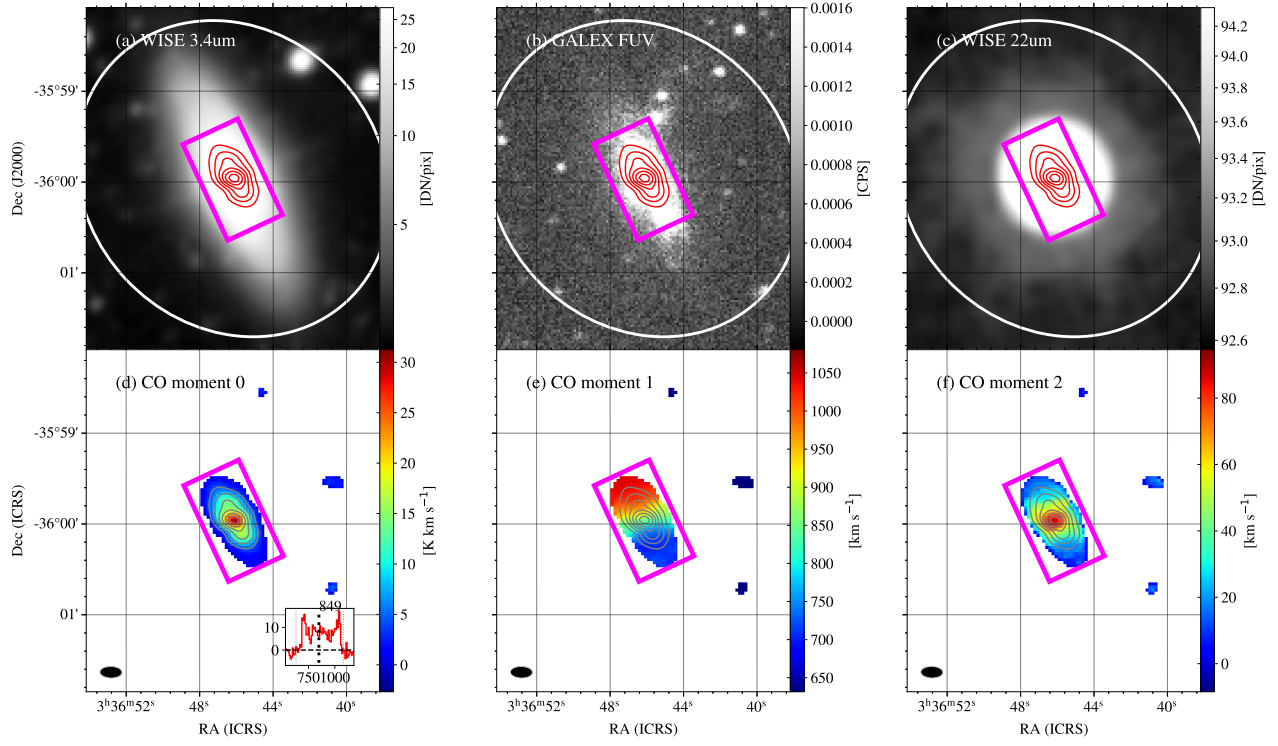 (a) WISE 3.4um
(b) GALEX FUV
(c) WISE 22um
Dec (J2000)
-35°59'
-36°00'
01'
25
20
15
10
5
[DN/pix]
0.0016
0.0014
0.0012
0.0010
0.0008
0.0006
0.0004
0.0002
0.0000
[CPS]
94.2
94.0
93.8
93.6
93.4
93.2
93.0
92.8
92.6
[DN/pix]
(d) CO moment 0
(e) CO moment 1
(f) CO moment 2
Dec (ICRS)
-35°59'
-36°00'
01'
30
25
20
15
10
5
0
[K km s⁻¹]
849
10
0
7501000
1050
1000
950
900
850
800
750
700
650
[km s⁻¹]
80
60
40
20
0
[km s⁻¹]
3ʰ36ᵐ52ˢ 48ˢ 44ˢ 40ˢ
3ʰ36ᵐ52ˢ 48ˢ 44ˢ 40ˢ
3ʰ36ᵐ52ˢ 48ˢ 44ˢ 40ˢ
RA (ICRS)
RA (ICRS)
RA (ICRS)